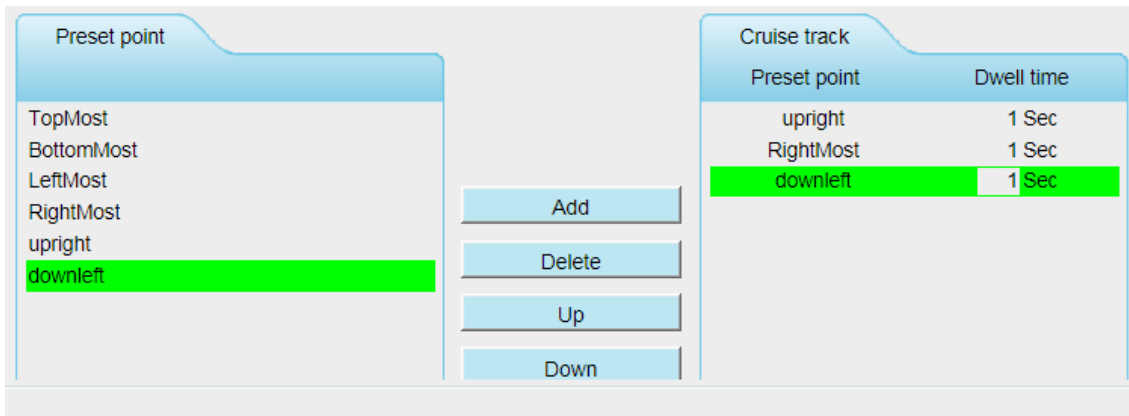 Preset point
TopMost
BottomMost
LeftMost
RightMost
upright
downleft
Add
Delete
Up
Down
Cruise track
Preset point Dwell time
upright 1 Sec
RightMost 1 Sec
downleft 1 Sec